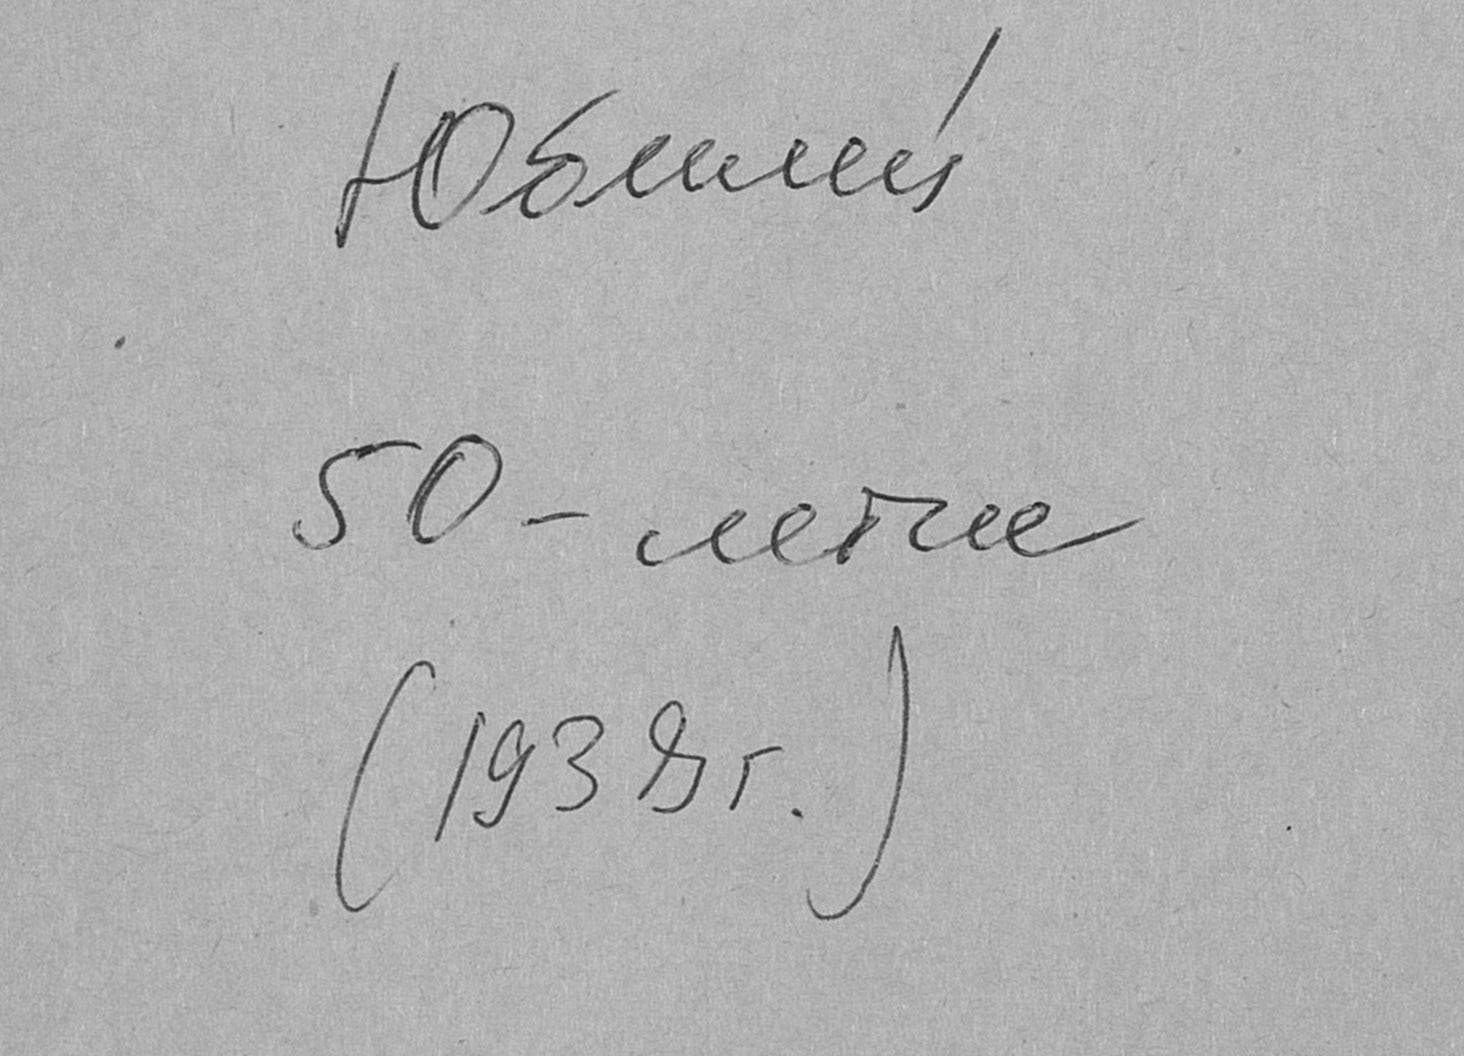 Юбилей
50-летие
(1938г.)